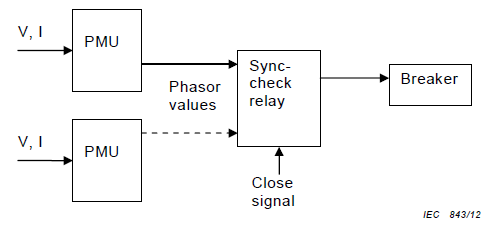 V, I
PMU
Sync-
check
relay
Breaker
Phasor
values
V, I
PMU
Close
signal
IEC 843/12